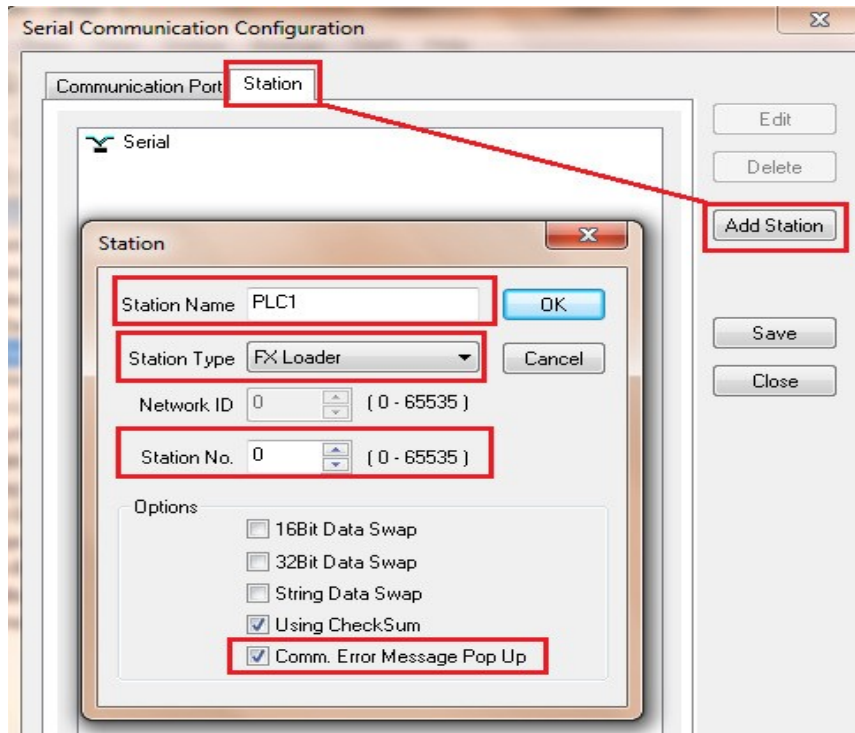 Serial Communication Configuration
Communication Port
Station
Serial
Edit
Delete
Add Station
Save
Close
Station
Station Name PLC1
OK
Station Type FX Loader
Cancel
Network ID 0 ( 0 - 65535 )
Station No. 0 ( 0 - 65535 )
Options
16Bit Data Swap
32Bit Data Swap
String Data Swap
Using CheckSum
Comm. Error Message Pop Up